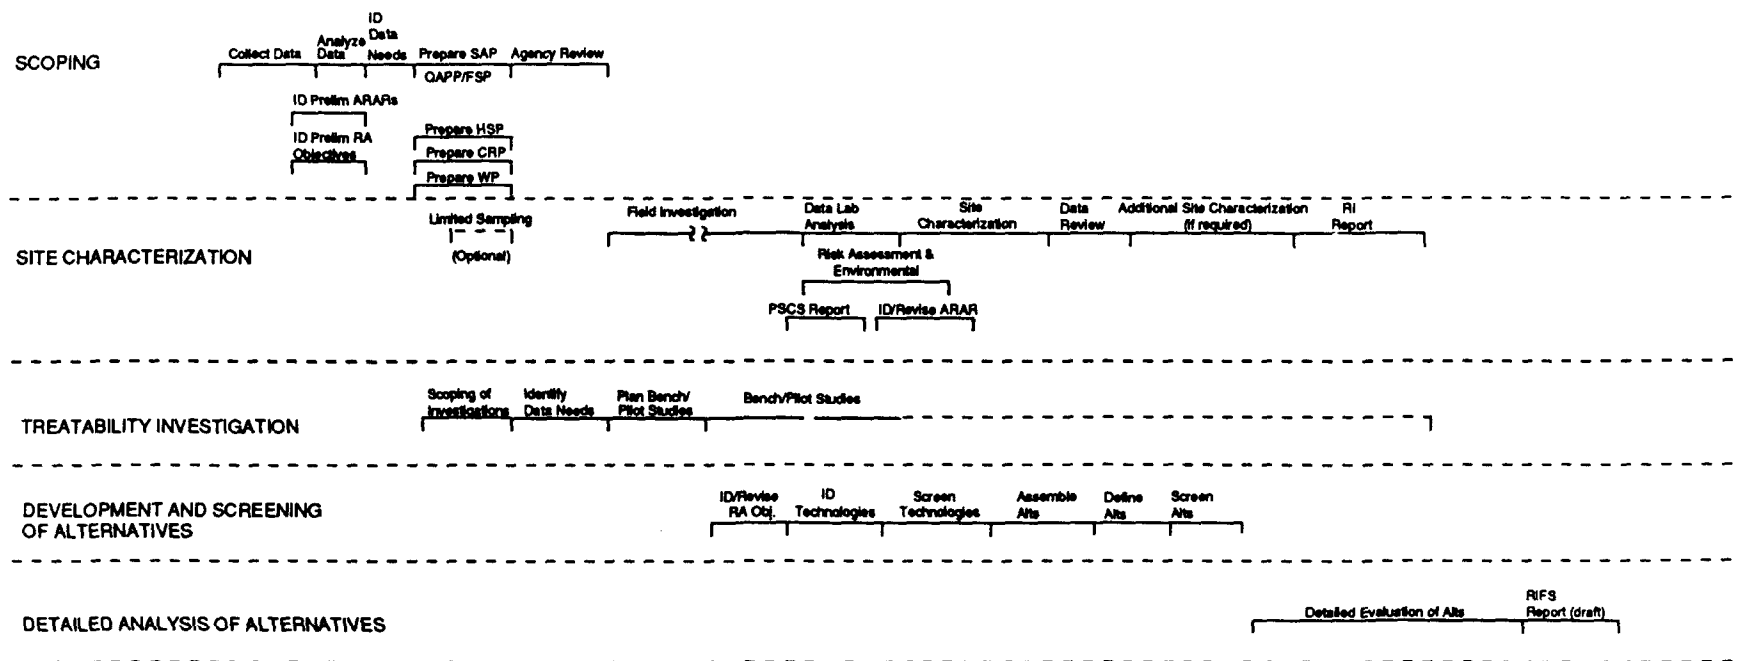 SCOPING
Collect Data
Analyze
Data
ID
Data
Needs
Prepare SAP
QAPP/FSP
Agency Review
ID Prelim ARARs
ID Prelim RA
Objectives
Prepare HSP
Prepare CRP
Prepare WP
SITE CHARACTERIZATION
Limited Sampling
(Optional)
Field Investigation
Data Lab
Analysis
Site
Characterization
Data
Review
Additional Site Characterization
(if required)
RI
Report
Risk Assessment &
Environmental
PSCS Report
ID/Revise ARAR
TREATABILITY INVESTIGATION
Scoping of
Investigations
Identify
Data Needs
Plan Bench/
Pilot Studies
Bench/Pilot Studies
DEVELOPMENT AND SCREENING
OF ALTERNATIVES
ID/Revise
RA Obj.
ID
Technologies
Screen
Technologies
Assemble
Alts
Define
Alts
Screen
Alts
DETAILED ANALYSIS OF ALTERNATIVES
Detailed Evaluation of Alts
RIFS
Report (draft)